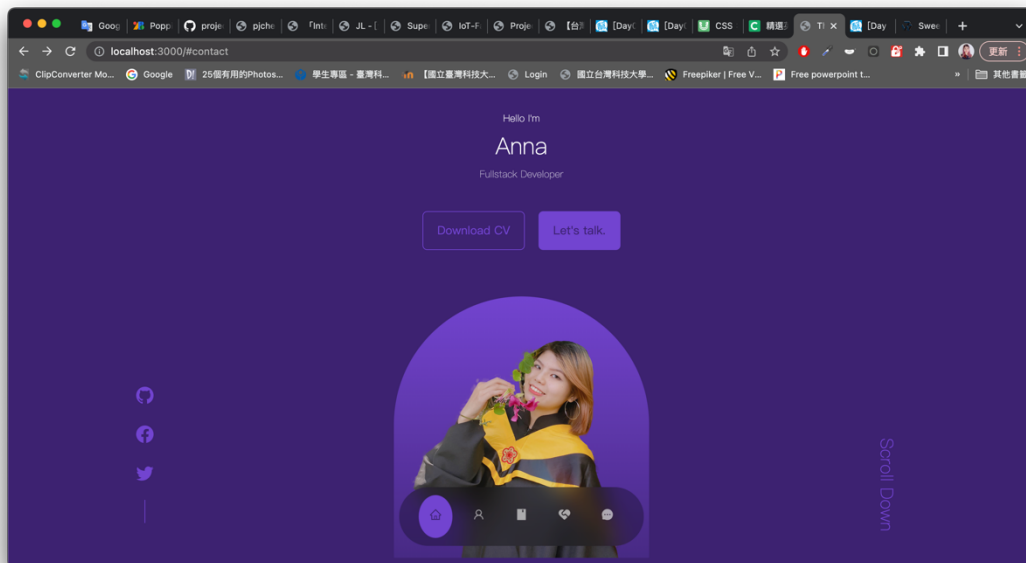 Goog
Popp
proje
pjche
「Inte
JL - [
Supe
IoT-F
Proje
【台
[Day
[Day
CSS
精選
Tl
[Day
Swee
localhost:3000/#contact
更新
ClipConverter Mo...
Google
25個有用的Photos...
學生專區 - 臺灣科...
【國立臺灣科技大...
Login
國立台灣科技大學...
Freepiker | Free V...
Free powerpoint t...
»
其他書籤
Hello I'm
Anna
Fullstack Developer
Download CV
Let's talk.
Scroll Down